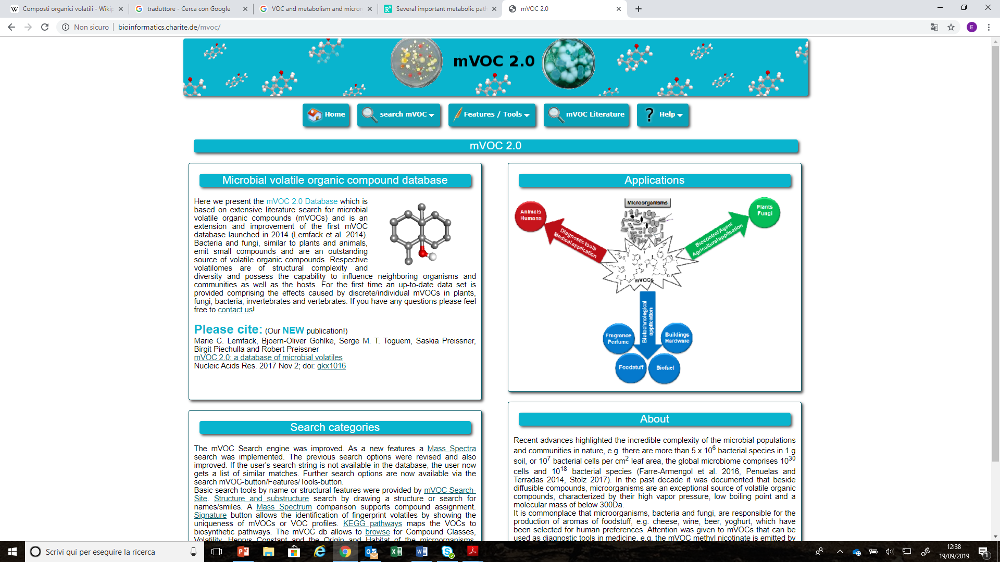 Composti organici volatili - Wikip
traduttore - Cerca con Google
VOC and metabolism and micror
Several important metabolic path
mVOC 2.0
Non sicuro
bioinformatics.charite.de/mvoc/
E
mVOC 2.0
Home
search mVOC
Features / Tools
mVOC Literature
Help
mVOC 2.0
Microbial volatile organic compound database
Here we present the mVOC 2.0 Database which is
based on extensive literature search for microbial
volatile organic compounds (mVOCs) and is an
extension and improvement of the first mVOC
database launched in 2014 (Lemfack et al. 2014).
Bacteria and fungi, similar to plants and animals,
emit small compounds and are an outstanding
source of volatile organic compounds. Respective
volatilomes are of structural complexity and
diversity and possess the capability to influence neighboring organisms and
communities as well as the hosts. For the first time an up-to-date data set is
provided comprising the effects caused by discrete/individual mVOCs in plants,
fungi, bacteria, invertebrates and vertebrates. If you have any questions please feel
free to contact us!
Please cite: (Our NEW publication!)
Marie C. Lemfack, Bjoern-Oliver Gohlke, Serge M. T. Toguem, Saskia Preissner,
Birgit Piechulla and Robert Preissner
mVOC 2.0: a database of microbial volatiles
Nucleic Acids Res. 2017 Nov 2; doi: gkx1016
Search categories
The mVOC Search engine was improved. As a new features a Mass Spectra
search was implemented. The previous search options were revised and also
improved. If the user's search-string is not available in the database, the user now
gets a list of similar matches. Further search options are now available via the
search mVOC-button/Features/Tools-button.
Basic search tools by name or structural features were provided by mVOC Search-
Site. Structure and substructure search by drawing a structure or search for
names/smiles. A Mass Spectrum comparison supports compound assignment.
Signature button allows the identification of fingerprint volatiles by showing the
uniqueness of mVOCs or VOC profiles. KEGG pathways maps the VOCs to
biosynthetic pathways. The mVOC db allows to browse for Compound Classes,
Volatility, Henrys Constant and the Origin and Habitat of the microorganisms.
Applications
Microorganisms
Animals
Humans
Plants
Fungi
Diagnostic tools
Medical application
Biocontrol Agent
Agricultural application
mVOCs
Biotechnological
application
Fragrance
Perfume
Buildings
Hardware
Foodstuff
Biofuel
About
Recent advances highlighted the incredible complexity of the microbial populations
and communities in nature, e.g. there are more than 5 x 10⁶ bacterial species in 1 g
soil, or 10⁷ bacterial cells per cm² leaf area, the global microbiome comprises 10³⁰
cells and 10¹⁸ bacterial species (Farre-Armengol et al. 2016, Penuelas and
Terradas 2014, Stolz 2017). In the past decade it was documented that beside
diffusible compounds, microorganisms are an exceptional source of volatile organic
compounds, characterized by their high vapor pressure, low boiling point and a
molecular mass of below 300Da.
It is commonplace that microorganisms, bacteria and fungi, are responsible for the
production of aromas of foodstuff, e.g. cheese, wine, beer, yoghurt, which have
been selected for human preferences. Attention was given to mVOCs that can be
used as diagnostic tools in medicine, e.g. the mVOC methyl nicotinate is emitted by
Scrivi qui per eseguire la ricerca
12:38
19/09/2019
1